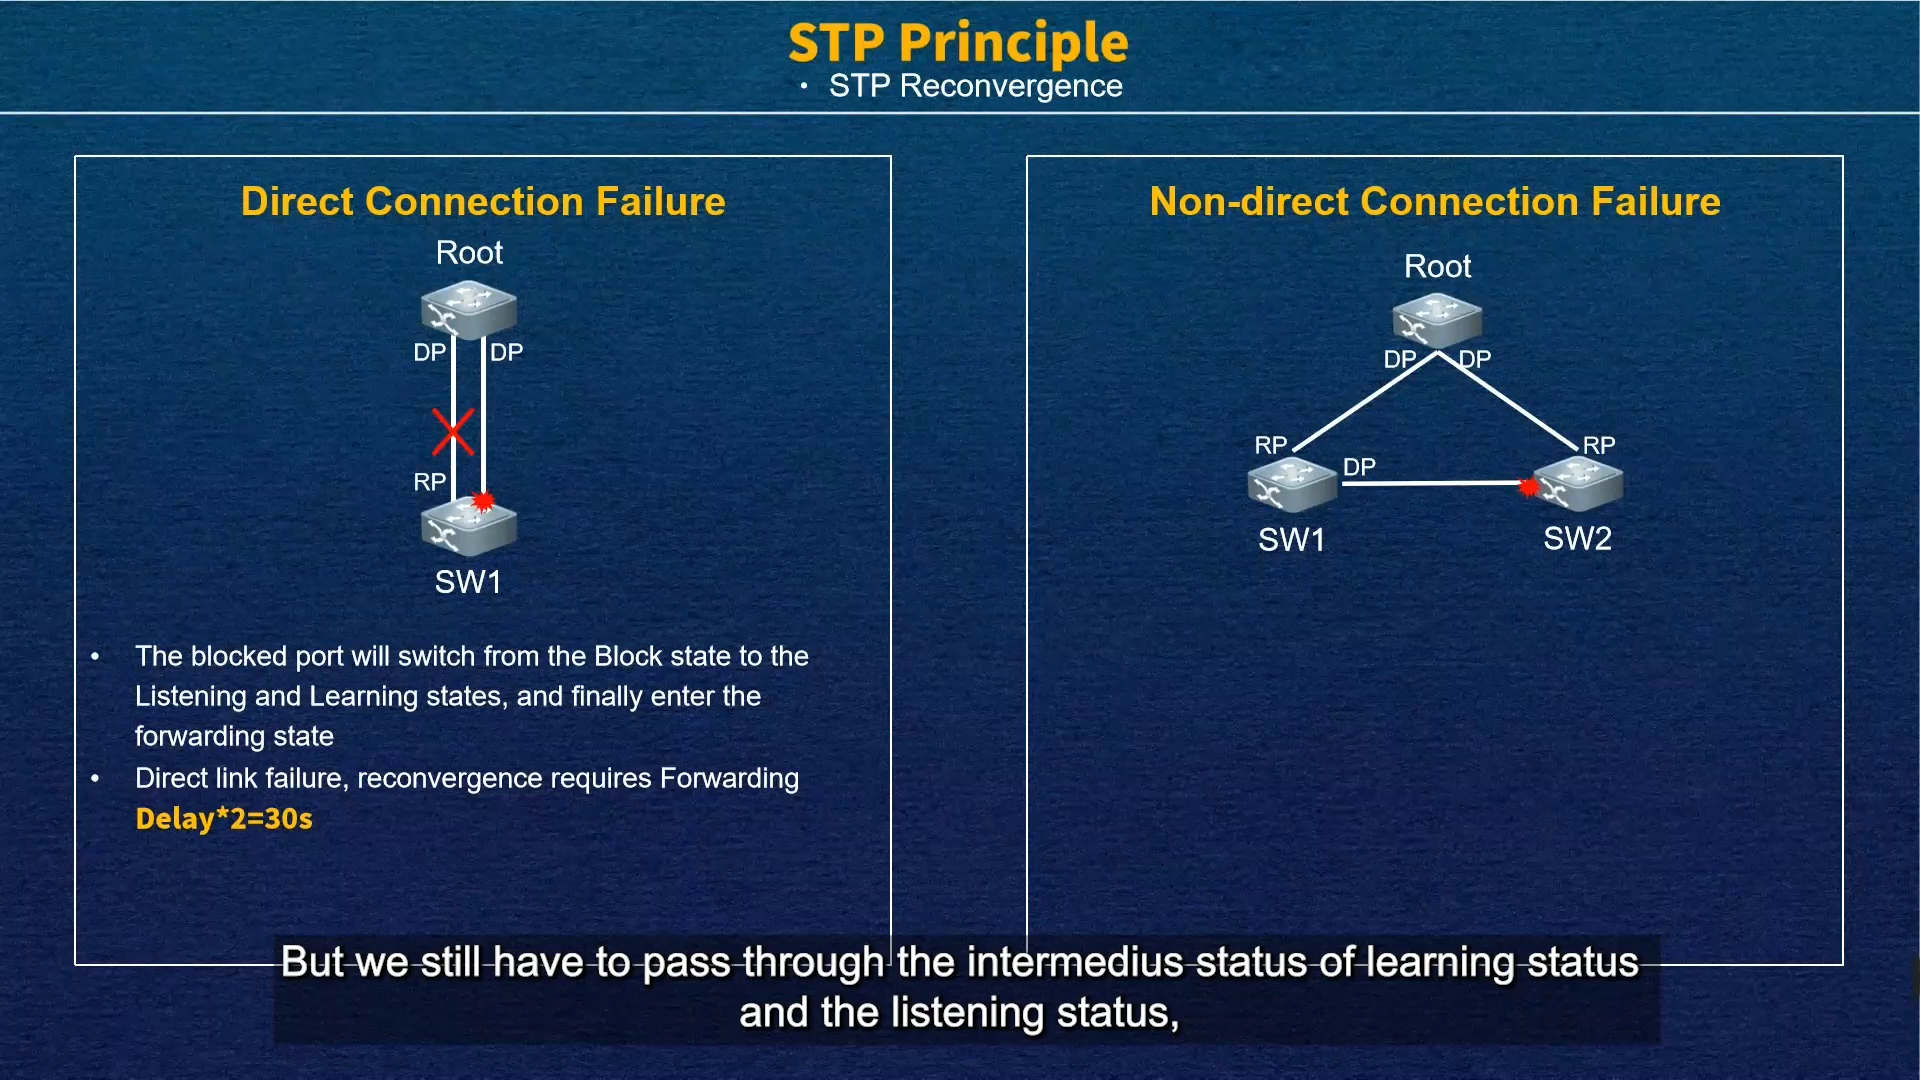 STP Principle
• STP Reconvergence
Direct Connection Failure
Root
DP DP
RP
SW1
• The blocked port will switch from the Block state to the
Listening and Learning states, and finally enter the
forwarding state
• Direct link failure, reconvergence requires Forwarding
Delay*2=30s
Non-direct Connection Failure
Root
DP DP
RP RP
DP
SW1 SW2
But we still have to pass through the intermedius status of learning status
and the listening status,